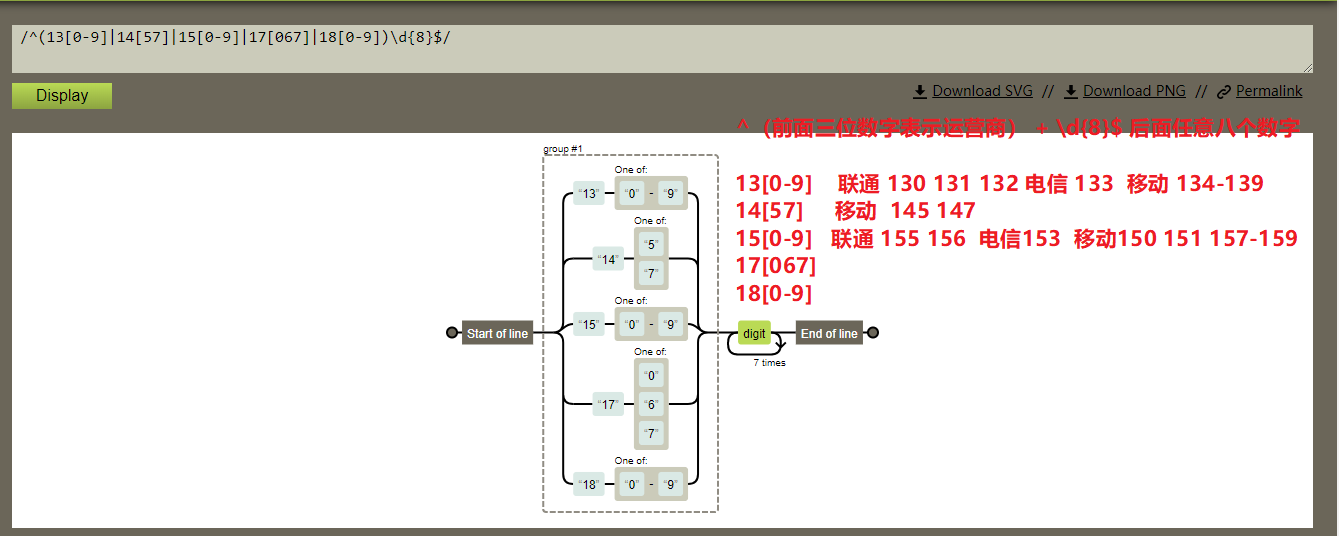 /^(13[0-9]|14[57]|15[0-9]|17[067]|18[0-9])\d{8}$/
Display
Download SVG // Download PNG // Permalink
^（前面三位数字表示运营商） + \d{8}$ 后面任意八个数字
group #1
One of:
“13” “0” - “9”
One of:
“14”
“5”
“7”
One of:
“15” “0” - “9”
One of:
“17”
“0”
“6”
“7”
One of:
“18” “0” - “9”
Start of line
digit
7 times
End of line
13[0-9] 联通 130 131 132 电信 133 移动 134-139
14[57] 移动 145 147
15[0-9] 联通 155 156 电信153 移动150 151 157-159
17[067]
18[0-9]